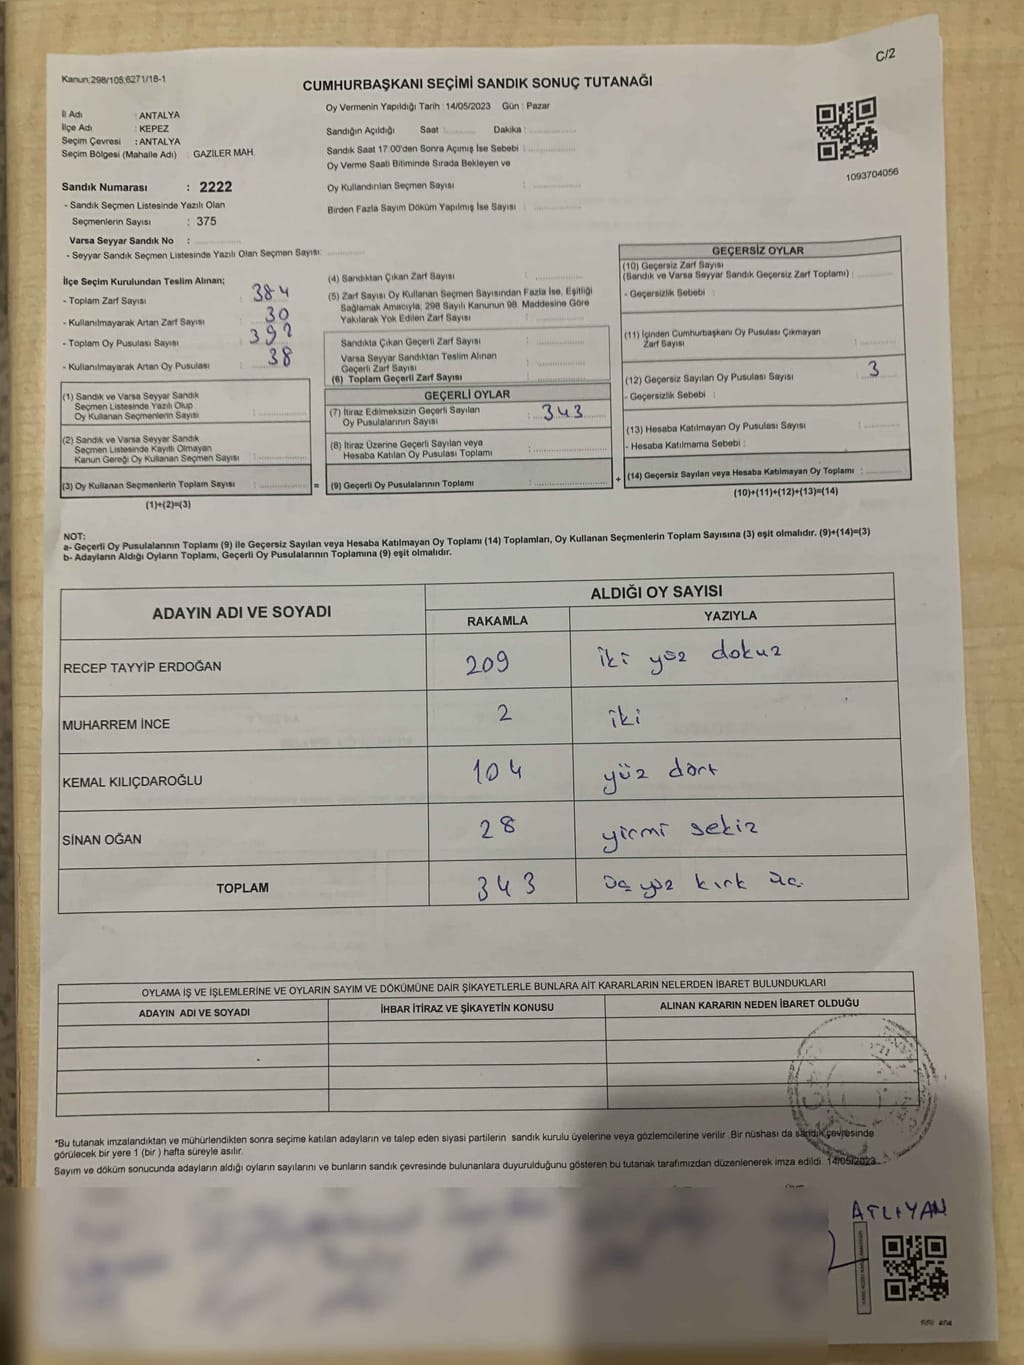 C/2
Kanun:298/105,6271/18-1
CUMHURBAŞKANI SEÇİMİ SANDIK SONUÇ TUTANAĞI
İl Adı : ANTALYA
İlçe Adı : KEPEZ
Seçim Çevresi : ANTALYA
Seçim Bölgesi (Mahalle Adı) : GAZİLER MAH.
Sandık Numarası : 2222
- Sandık Seçmen Listesinde Yazılı Olan
Seçmenlerin Sayısı : 375
Varsa Seyyar Sandık No :
- Seyyar Sandık Seçmen Listesinde Yazılı Olan Seçmen Sayısı:
Oy Vermenin Yapıldığı Tarih : 14/05/2023 Gün : Pazar
Sandığın Açıldığı Saat : Dakika :
Sandık Saat 17:00'den Sonra Açımış İse Sebebi :
Oy Verme Saati Bitiminde Sırada Bekleyen ve
Oy Kullandırılan Seçmen Sayısı :
Birden Fazla Sayım Döküm Yapılmış İse Sayısı :
1093704056
İlçe Seçim Kurulundan Teslim Alınan;
- Toplam Zarf Sayısı : 384
- Kullanılmayarak Artan Zarf Sayısı : 30
- Toplam Oy Pusulası Sayısı :
- Kullanılmayarak Artan Oy Pusulası : 38
(1) Sandık ve Varsa Seyyar Sandık
Seçmen Listesinde Yazılı Olup
Oy Kullanan Seçmenlerin Sayısı :
(2) Sandık ve Varsa Seyyar Sandık
Seçmen Listesinde Kayıtlı Olmayan
Kanun Gereği Oy Kullanan Seçmen Sayısı :
(3) Oy Kullanan Seçmenlerin Toplam Sayısı : =
(1)+(2)=(3)
(4) Sandıktan Çıkan Zarf Sayısı :
(5) Zarf Sayısı Oy Kullanan Seçmen Sayısından Fazla İse, Eşitliği
Sağlamak Amacıyla, 298 Sayılı Kanunun 98. Maddesine Göre
Yakılarak Yok Edilen Zarf Sayısı :
Sandıkta Çıkan Geçerli Zarf Sayısı :
Varsa Seyyar Sandıktan Teslim Alınan
Geçerli Zarf Sayısı :
(6) Toplam Geçerli Zarf Sayısı :
GEÇERLİ OYLAR
(7) İtiraz Edilmeksizin Geçerli Sayılan
Oy Pusulalarının Sayısı : 343
(8) İtiraz Üzerine Geçerli Sayılan veya
Hesaba Katılan Oy Pusulası Toplamı :
(9) Geçerli Oy Pusulalarının Toplamı : +
GEÇERSİZ OYLAR
(10) Geçersiz Zarf Sayısı
(Sandık ve Varsa Seyyar Sandık Geçersiz Zarf Toplamı) :
- Geçersizlik Sebebi :
(11) İçinden Cumhurbaşkanı Oy Pusulası Çıkmayan
Zarf Sayısı :
(12) Geçersiz Sayılan Oy Pusulası Sayısı : 3
- Geçersizlik Sebebi :
(13) Hesaba Katılmayan Oy Pusulası Sayısı :
- Hesaba Katılmama Sebebi :
(14) Geçersiz Sayılan veya Hesaba Katılmayan Oy Toplamı :
(10)+(11)+(12)+(13)=(14)
NOT:
a- Geçerli Oy Pusulalarının Toplamı (9) ile Geçersiz Sayılan veya Hesaba Katılmayan Oy Toplamı (14) Toplamları, Oy Kullanan Seçmenlerin Toplam Sayısına (3) eşit olmalıdır. (9)+(14)=(3)
b- Adayların Aldığı Oyların Toplamı, Geçerli Oy Pusulalarının Toplamına (9) eşit olmalıdır.
ADAYIN ADI VE SOYADI ALDIĞI OY SAYISI
RAKAMLA YAZIYLA
RECEP TAYYİP ERDOĞAN 209 iki yüz dokuz
MUHARREM İNCE 2 iki
KEMAL KILIÇDAROĞLU 104 yüz dört
SİNAN OĞAN 28 yirmi sekiz
TOPLAM 343 üç yüz kırk üç
OYLAMA İŞ VE İŞLEMLERİNE VE OYLARIN SAYIM VE DÖKÜMÜNE DAİR ŞİKAYETLERLE BUNLARA AİT KARARLARIN NELERDEN İBARET BULUNDUKLARI
ADAYIN ADI VE SOYADI İHBAR İTİRAZ VE ŞİKAYETİN KONUSU ALINAN KARARIN NEDEN İBARET OLDUĞU
*Bu tutanak imzalandıktan ve mühürlendikten sonra seçime katılan adayların ve talep eden siyasi partilerin sandık kurulu üyelerine veya gözlemcilerine verilir .Bir nüshası da sandık çevresinde
görülecek bir yere 1 (bir ) hafta süreyle asılır.
Sayım ve döküm sonucunda adayların aldığı oyların sayılarını ve bunların sandık çevresinde bulunanlara duyurulduğunu gösteren bu tutanak tarafımızdan düzenlenerek imza edildi. 14/05/2023
ATLIYAN